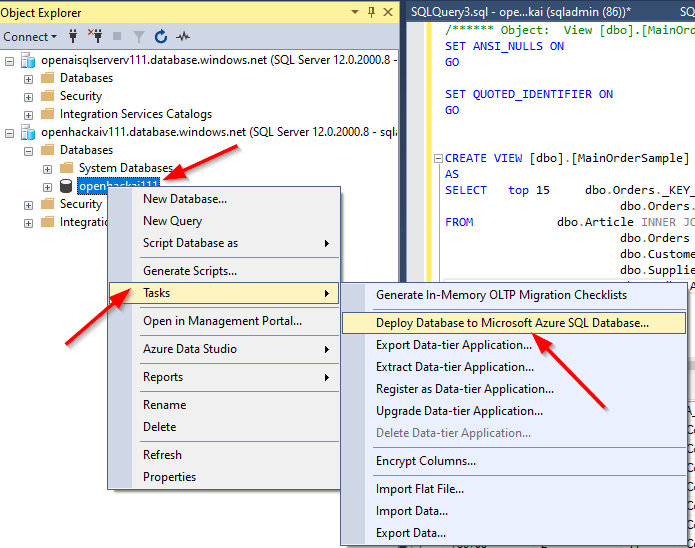 Object Explorer
Connect
openaisqlserverv111.database.windows.net (SQL Server 12.0.2000.8 -
Databases
Security
Integration Services Catalogs
openhackaiv111.database.windows.net (SQL Server 12.0.2000.8 - sqla
Databases
System Databases
openhackai111
Security
Integratio
New Database...
New Query
Script Database as
Generate Scripts...
Tasks
Open in Management Portal...
Azure Data Studio
Reports
Rename
Delete
Refresh
Properties
Generate In-Memory OLTP Migration Checklists
Deploy Database to Microsoft Azure SQL Database...
Export Data-tier Application...
Extract Data-tier Application...
Register as Data-tier Application...
Upgrade Data-tier Application...
Delete Data-tier Application...
Encrypt Columns...
Import Flat File...
Import Data...
Export Data...
SQLQuery3.sql - ope...kai (sqladmin (86))*
SQLQ
/****** Object:  View [dbo].[MainOr
SET ANSI_NULLS ON
GO
SET QUOTED_IDENTIFIER ON
GO
CREATE VIEW [dbo].[MainOrderSample]
AS
SELECT   top 15     dbo.Orders._KEY_
dbo.Orders.
FROM         dbo.Article INNER JO
dbo.Orders
dbo.Custome
dbo.Supplie